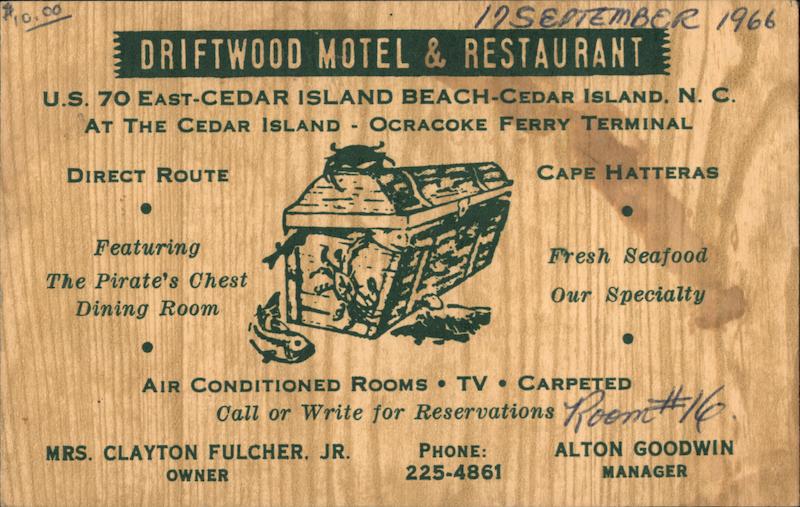 $10.00
17 SEPTEMBER 1966
DRIFTWOOD MOTEL & RESTAURANT
U.S. 70 EAST-CEDAR ISLAND BEACH-CEDAR ISLAND, N. C.
AT THE CEDAR ISLAND - OCRACOKE FERRY TERMINAL
DIRECT ROUTE
•
Featuring
The Pirate's Chest
Dining Room
•
CAPE HATTERAS
•
Fresh Seafood
Our Specialty
•
AIR CONDITIONED ROOMS • TV • CARPETED
Call or Write for Reservations
Room #16.
MRS. CLAYTON FULCHER, JR.
OWNER
PHONE:
225-4861
ALTON GOODWIN
MANAGER